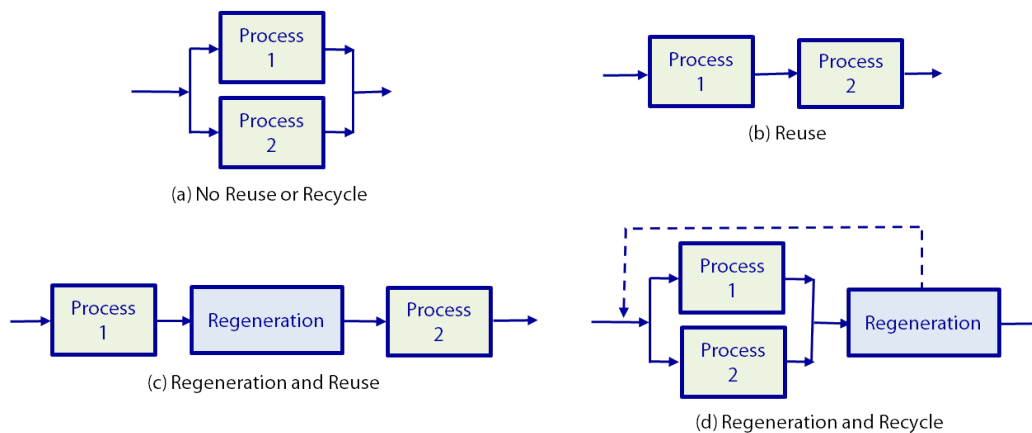 Process
1
Process
2
(a) No Reuse or Recycle
Process
1
Process
2
(b) Reuse
Process
1
Regeneration
Process
2
(c) Regeneration and Reuse
Process
1
Process
2
Regeneration
(d) Regeneration and Recycle